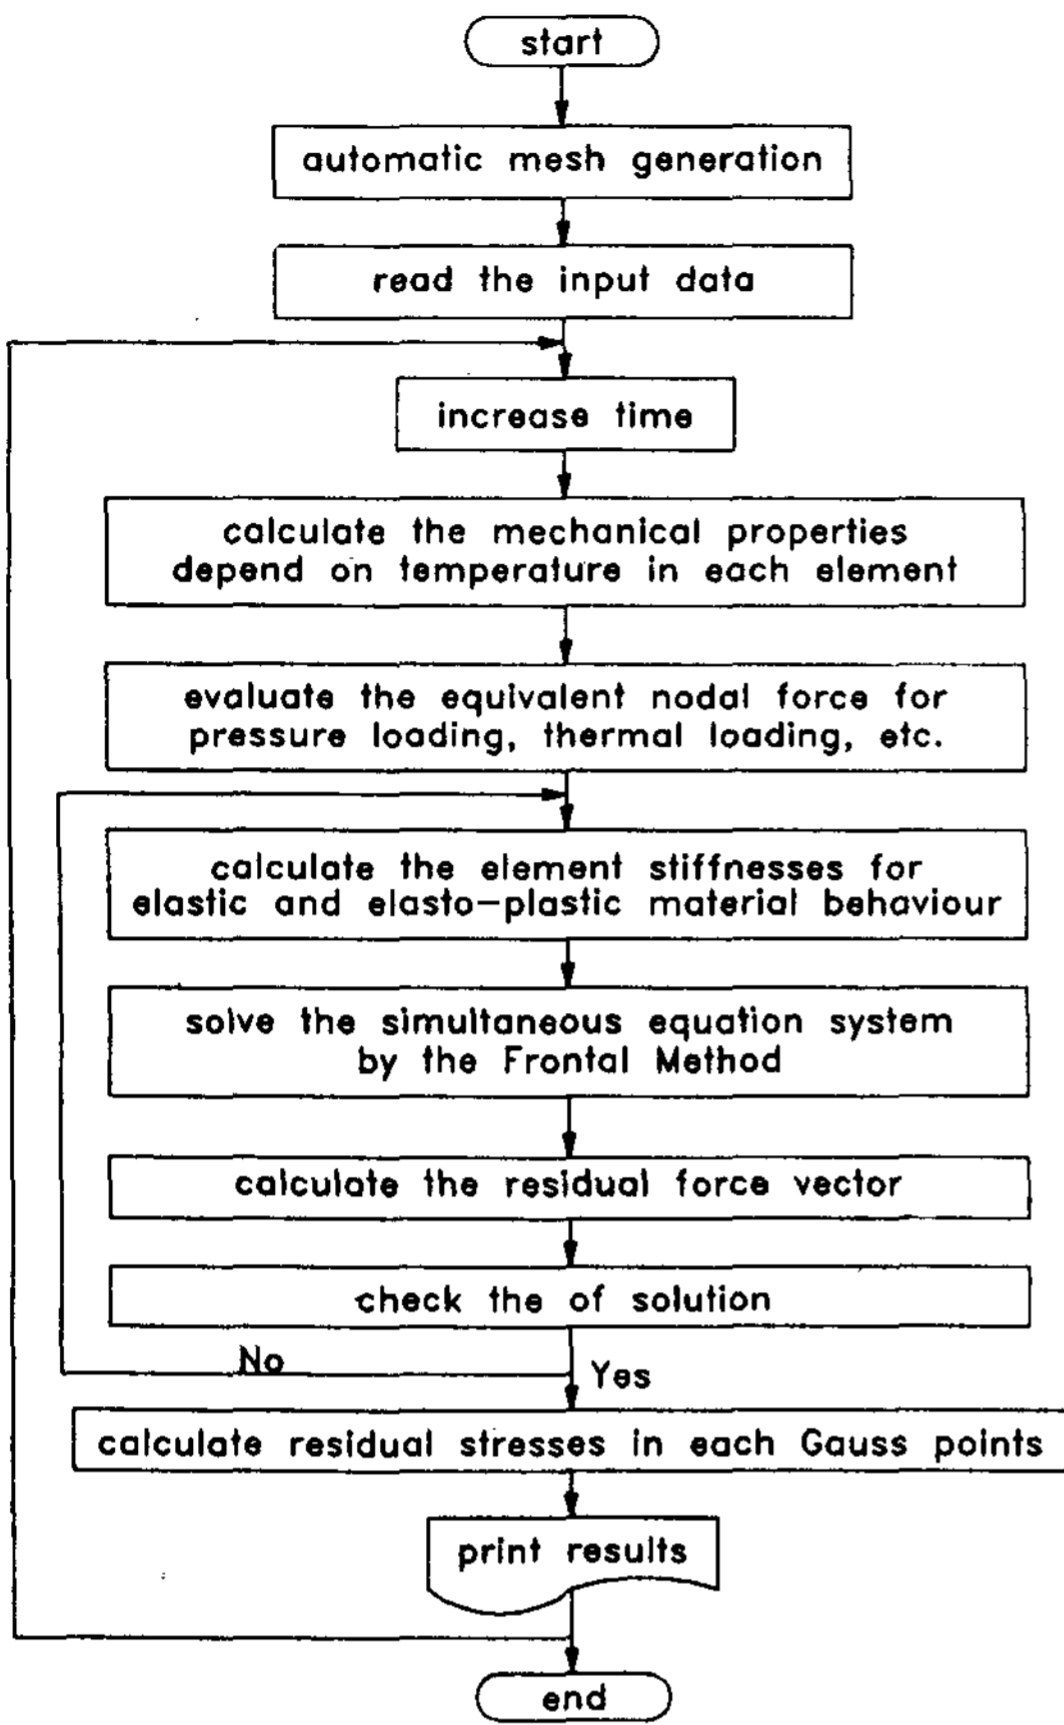 start
automatic mesh generation
read the input data
increase time
calculate the mechanical properties
depend on temperature in each element
evaluate the equivalent nodal force for
pressure loading, thermal loading, etc.
calculate the element stiffnesses for
elastic and elasto-plastic material behaviour
solve the simultaneous equation system
by the Frontal Method
calculate the residual force vector
check the of solution
No
Yes
calculate residual stresses in each Gauss points
print results
end